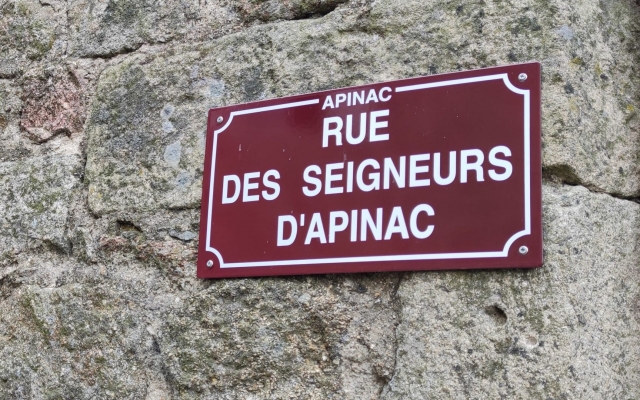 APINAC
RUE
DES SEIGNEURS
D'APINAC